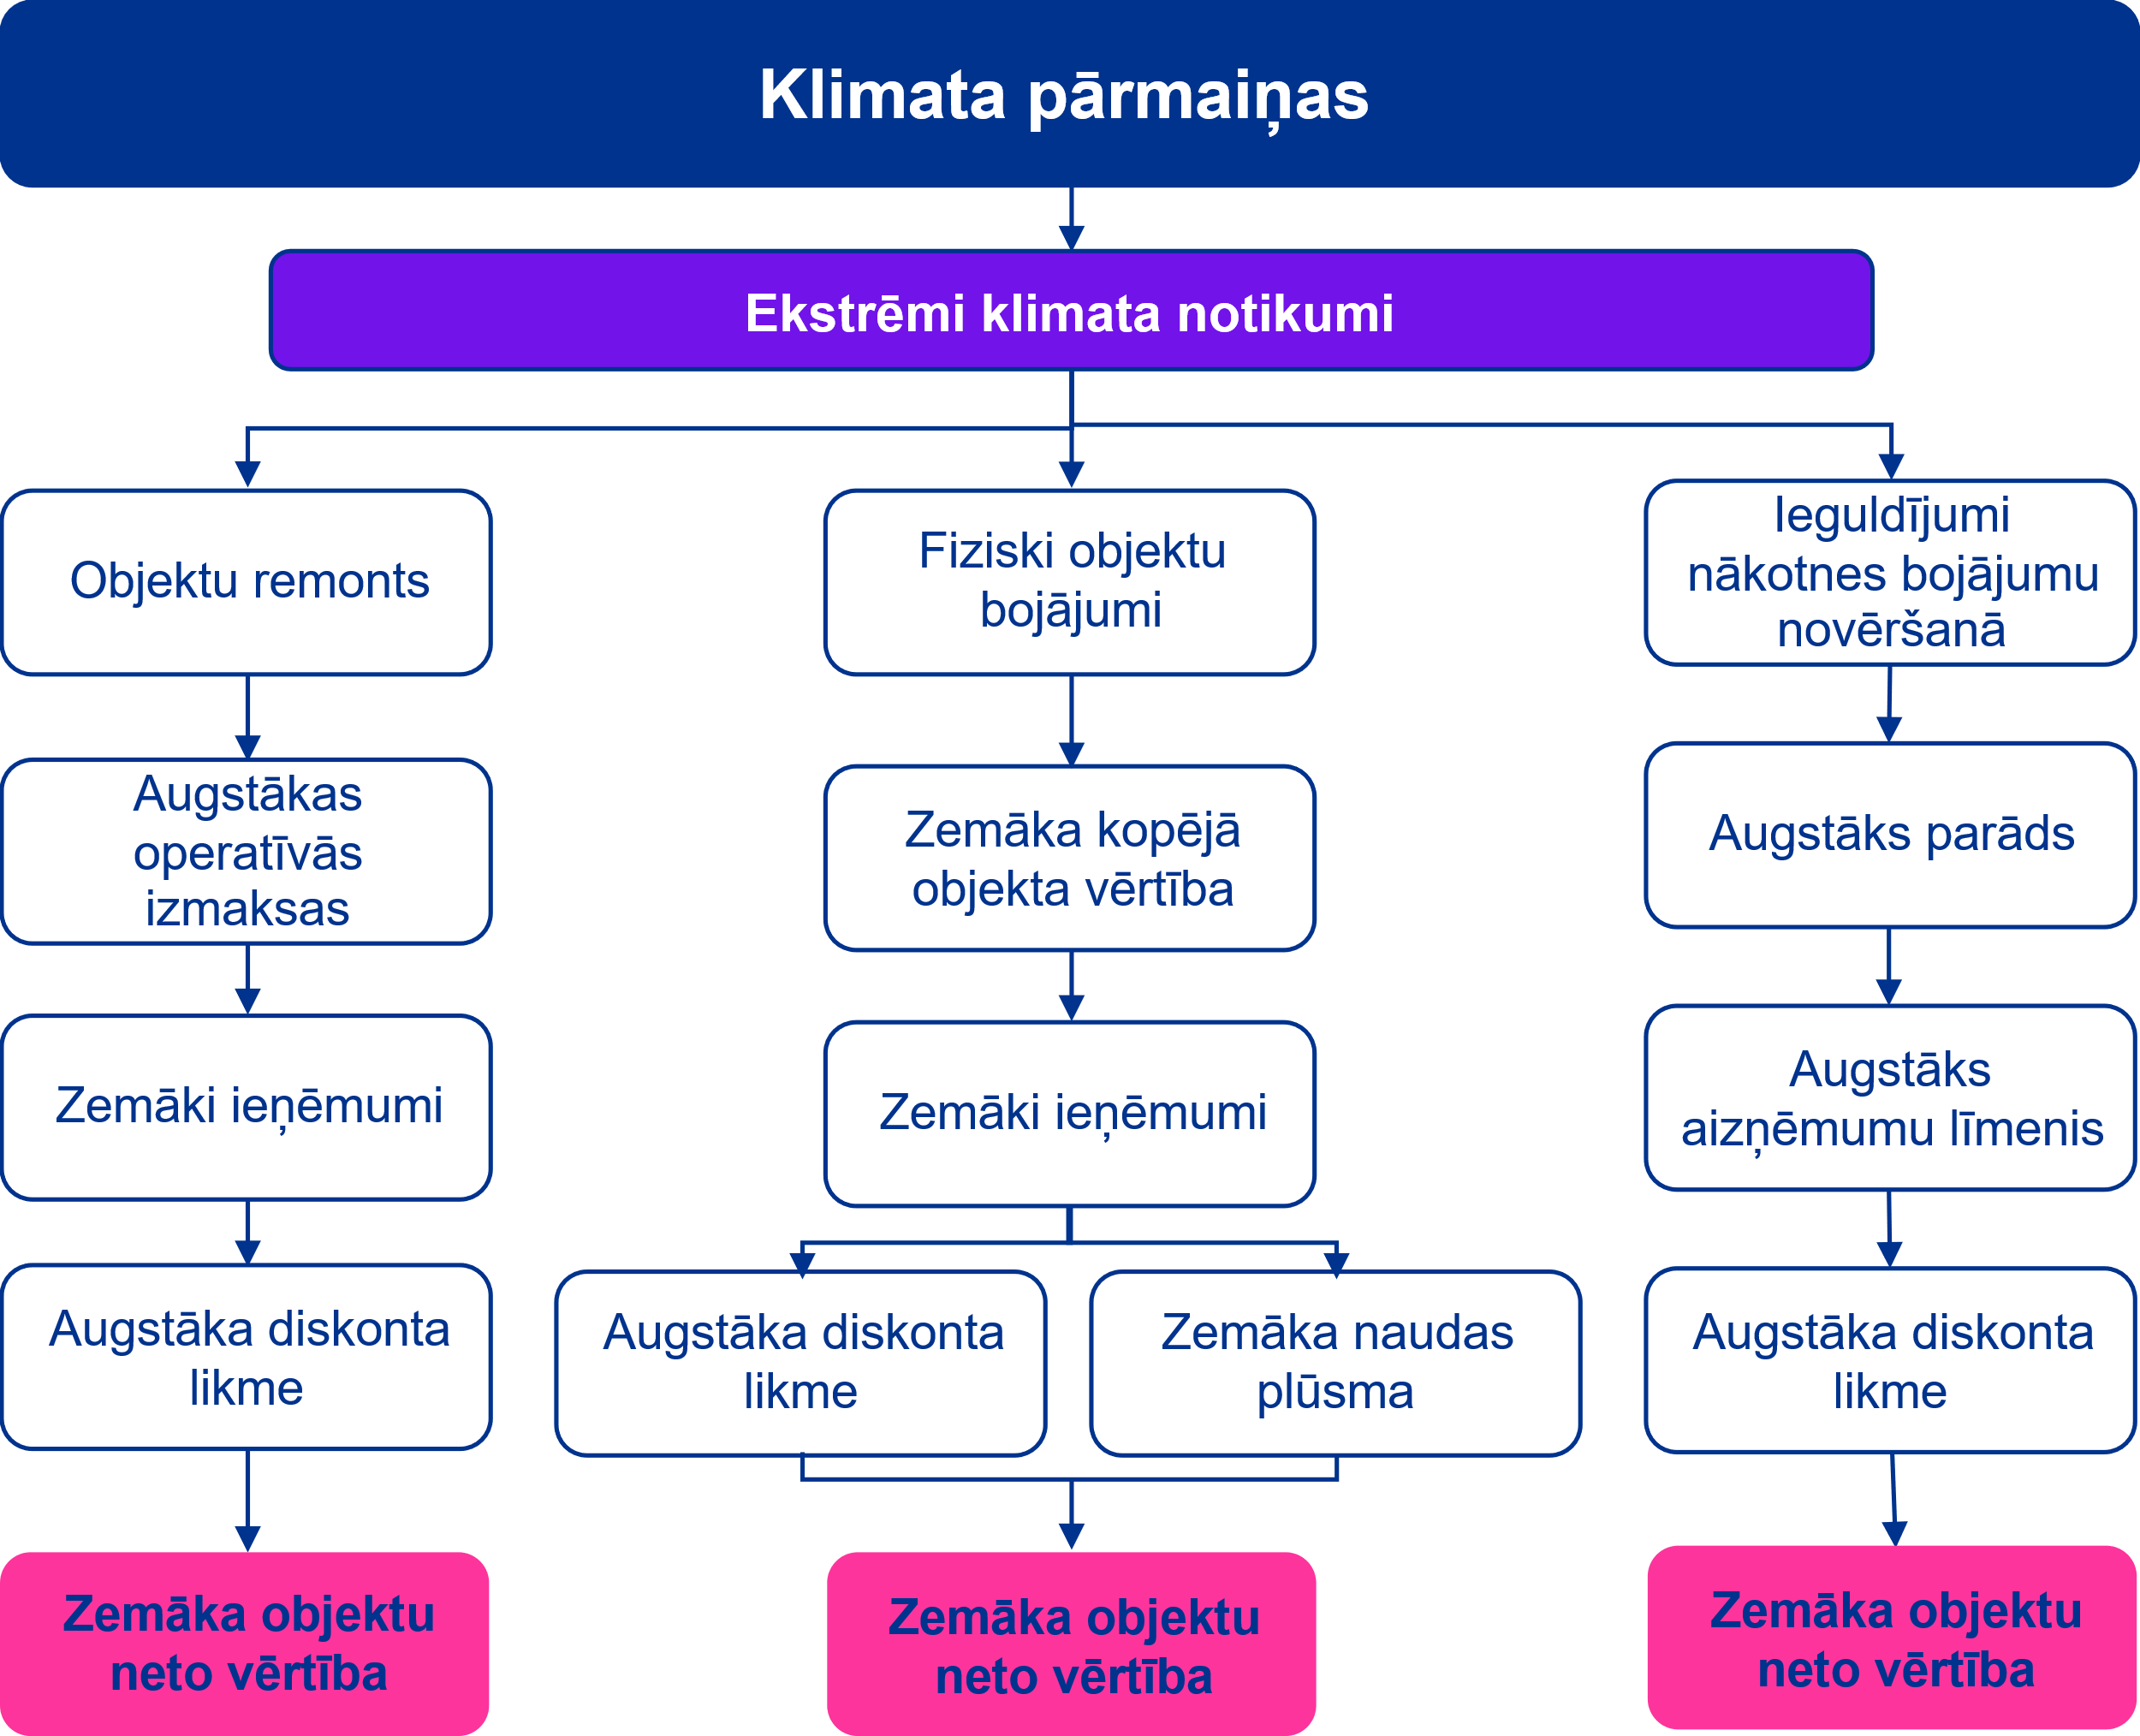 Klimata pārmaiņas
Ekstrēmi klimata notikumi
Objektu remonts
Fiziski objektu
bojājumi
Ieguldījumi
nākotnes bojājumu
novēršanā
Augstākas
operatīvās
izmaksas
Zemāka kopējā
objekta vērtība
Augstāks parāds
Zemāki ieņēmumi
Zemāki ieņēmumi
Augstāks
aizņēmumu līmenis
Augstāka diskonta
likme
Augstāka diskonta
likme
Zemāka naudas
plūsma
Augstāka diskonta
likme
Zemāka objektu
neto vērtība
Zemāka objektu
neto vērtība
Zemāka objektu
neto vērtība